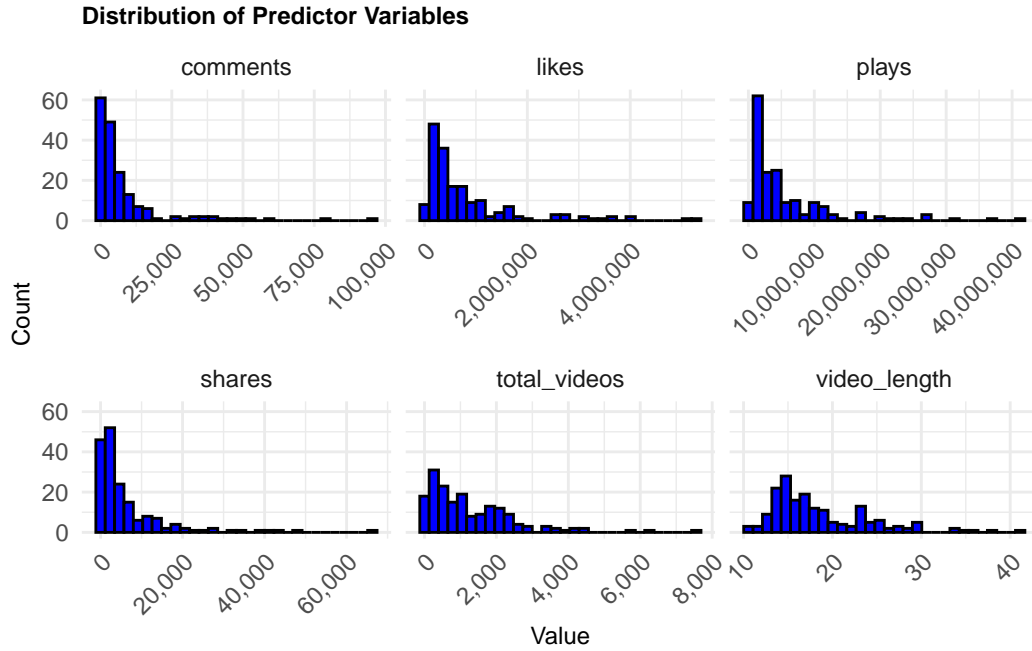 Distribution of Predictor Variables
comments likes plays
60
40
20
0
0 25,000 50,000 75,000 100,000
0 2,000,000 4,000,000
0 10,000,000 20,000,000 30,000,000 40,000,000
Count
shares total_videos video_length
60
40
20
0
0 20,000 40,000 60,000
0 2,000 4,000 6,000 8,000
10 20 30 40
Value